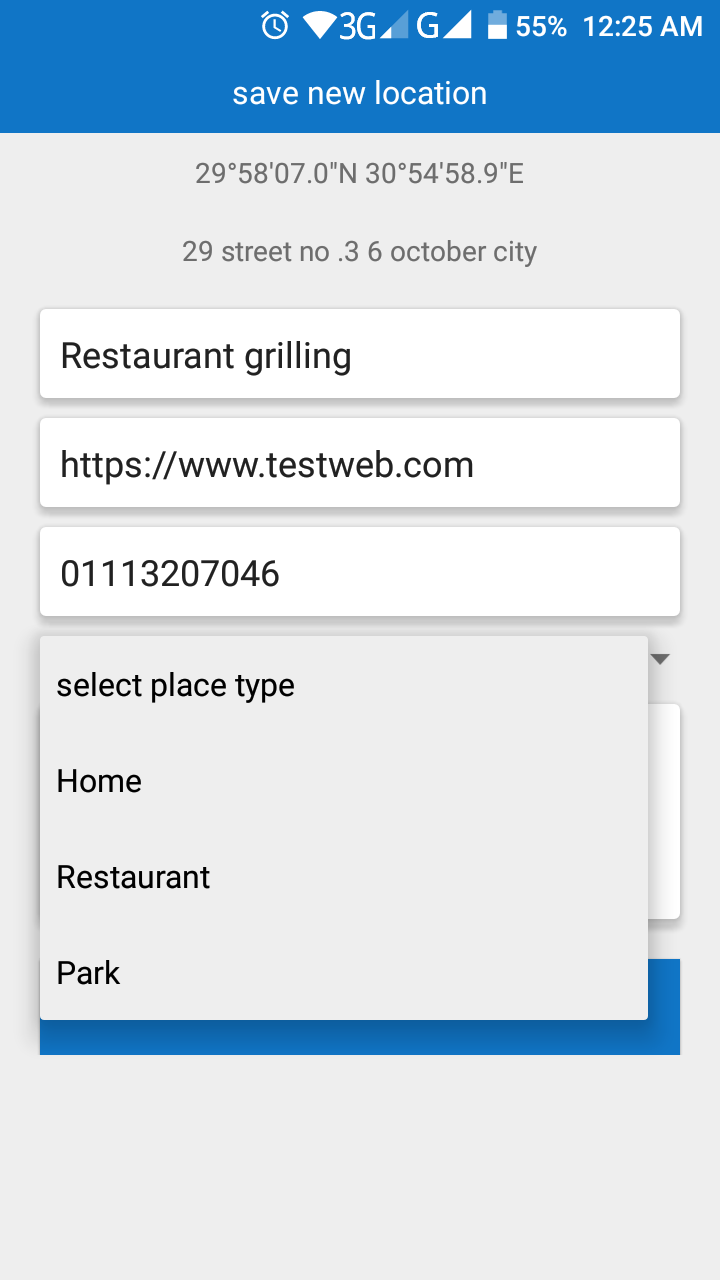 3G G 55% 12:25 AM
save new location
29°58'07.0"N 30°54'58.9"E
29 street no .3 6 october city
Restaurant grilling
https://www.testweb.com
01113207046
select place type
Home
Restaurant
Park